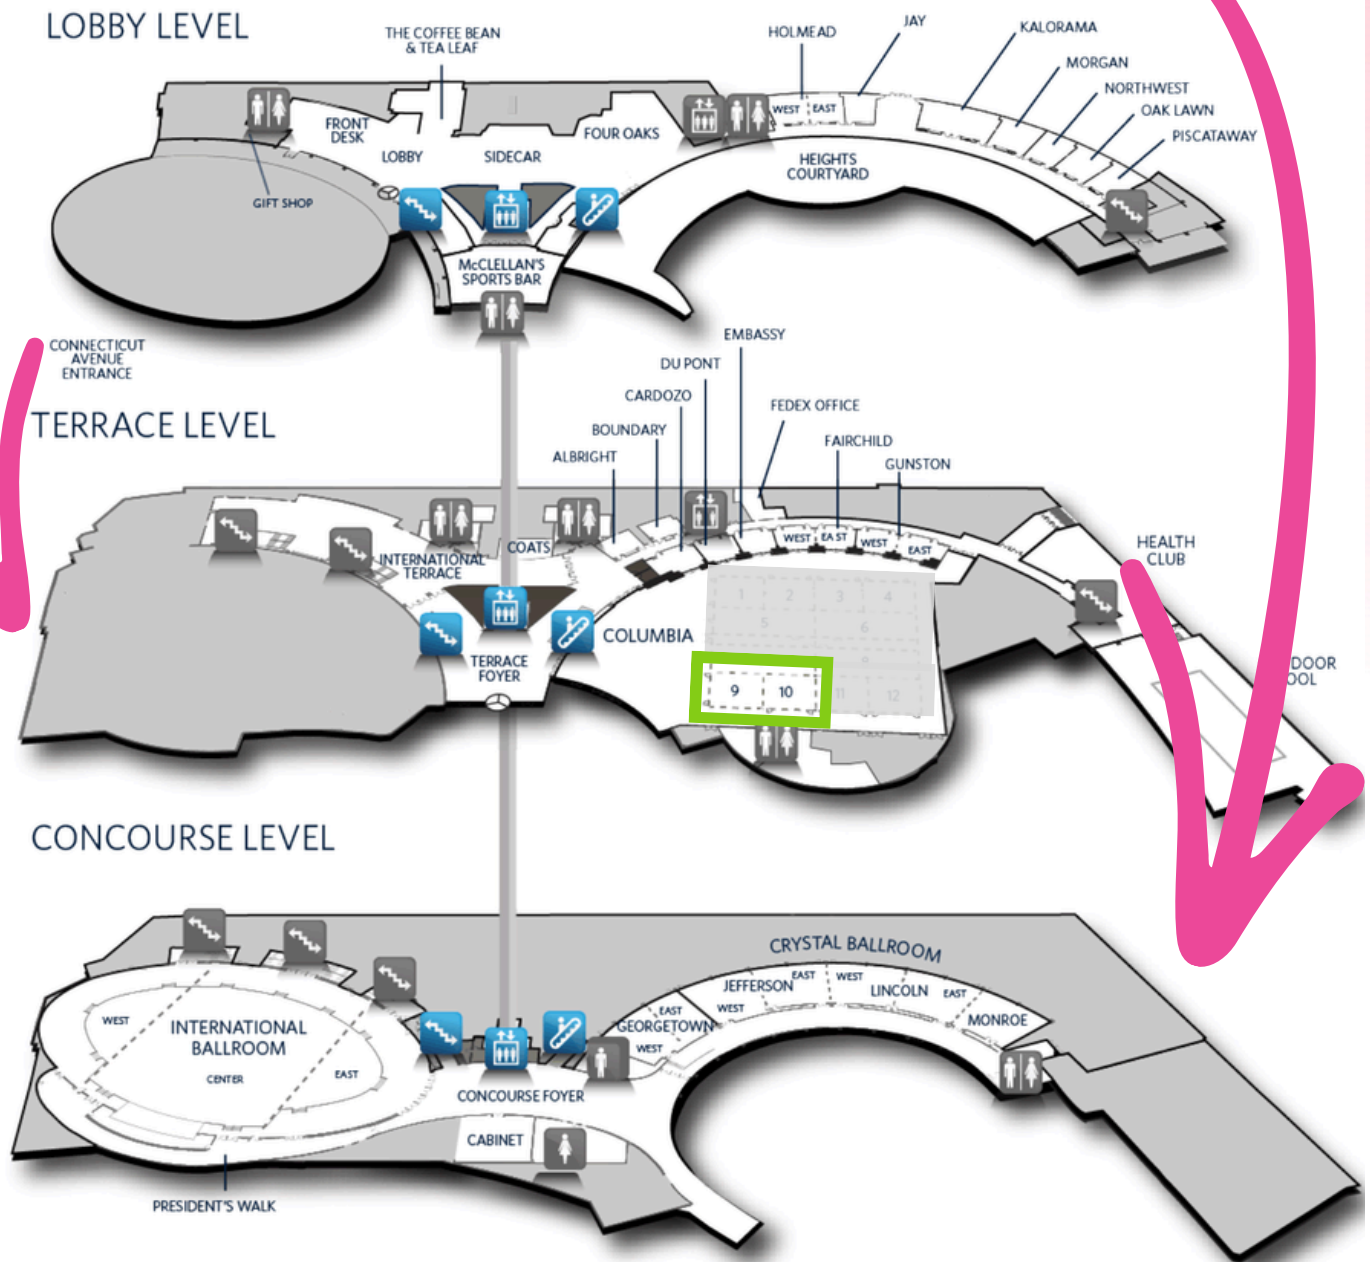 LOBBY LEVEL
THE COFFEE BEAN
& TEA LEAF
HOLMEAD
JAY
KALORAMA
MORGAN
NORTHWEST
OAK LAWN
PISCATAWAY
WEST
EAST
FRONT
DESK
LOBBY
SIDECAR
FOUR OAKS
HEIGHTS
COURTYARD
GIFT SHOP
McCLELLAN'S
SPORTS BAR
CONNECTICUT
AVENUE
ENTRANCE
TERRACE LEVEL
EMBASSY
DU PONT
CARDOZO
BOUNDARY
ALBRIGHT
FEDEX OFFICE
FAIRCHILD
GUNSTON
HEALTH
CLUB
COATS
INTERNATIONAL
TERRACE
WEST
EAST
WEST
EAST
1
2
3
4
5
6
COLUMBIA
TERRACE
FOYER
9
10
11
12
DOOR
OOL
CONCOURSE LEVEL
CRYSTAL BALLROOM
WEST
INTERNATIONAL
BALLROOM
CENTER
EAST
EAST
GEORGETOWN
WEST
JEFFERSON
EAST
WEST
WEST
LINCOLN
EAST
MONROE
CONCOURSE FOYER
CABINET
PRESIDENT'S WALK